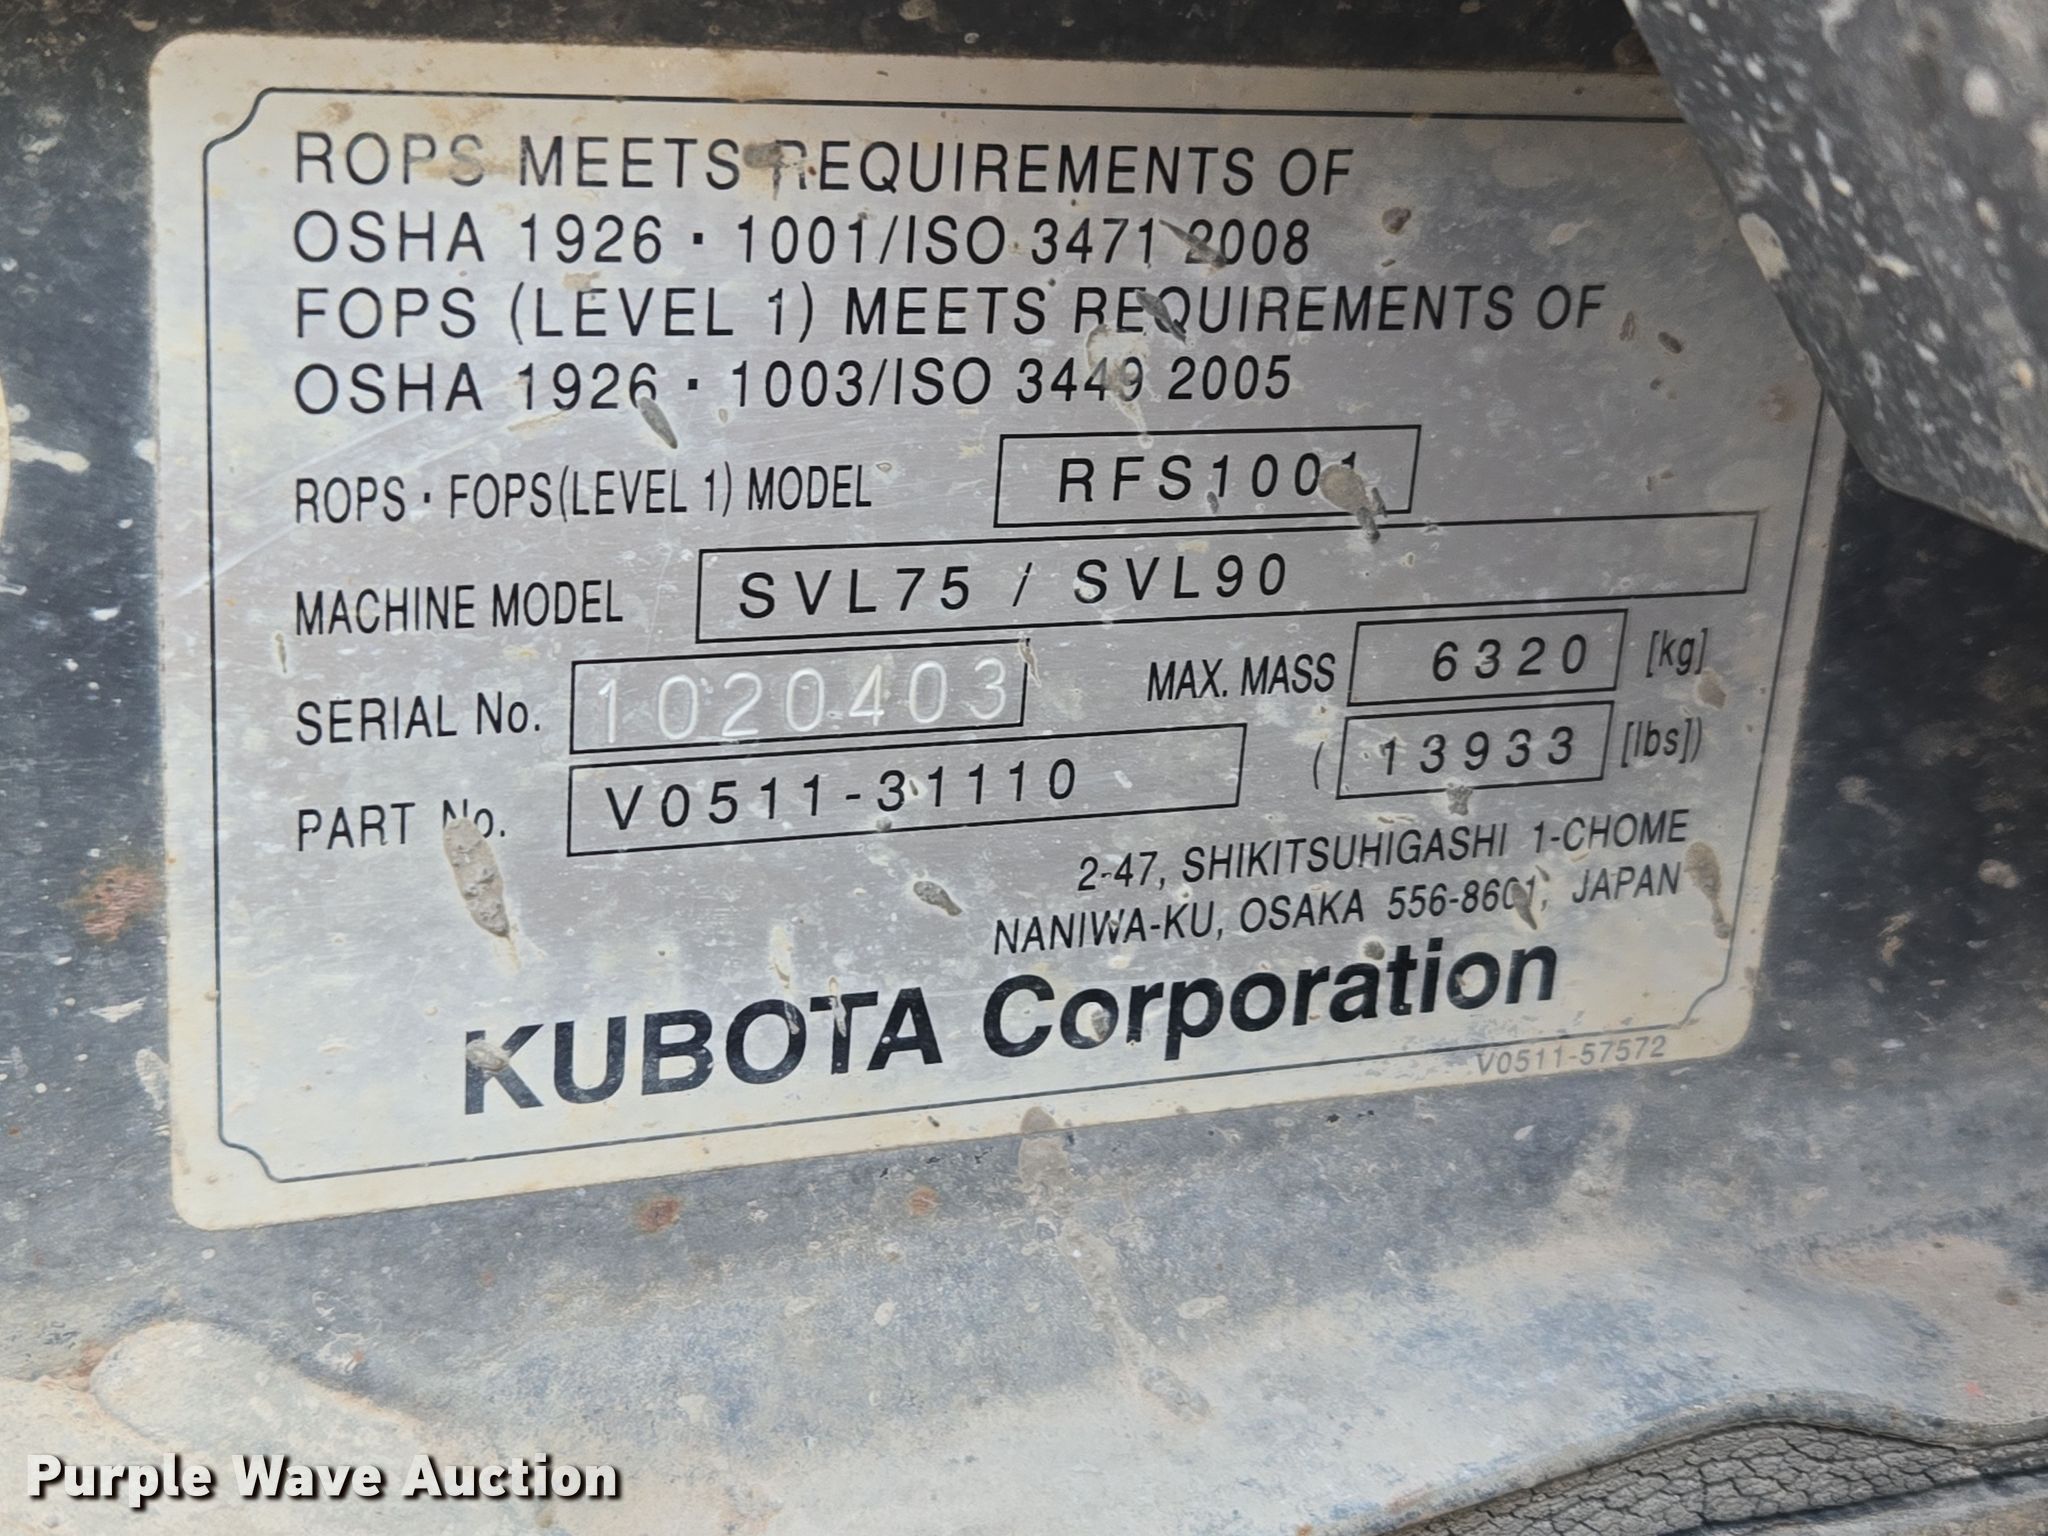 ROPS MEETS REQUIREMENTS OF
OSHA 1926・1001/ISO 3471 2008
FOPS (LEVEL 1) MEETS REQUIREMENTS OF
OSHA 1926・1003/ISO 3449 2005
ROPS・FOPS(LEVEL 1) MODEL RFS1001
MACHINE MODEL SVL75 / SVL90
SERIAL No. 1020403 MAX. MASS 6320 [kg]
PART No. V0511-31110 (13933 [lbs])
2-47, SHIKITSUHIGASHI 1-CHOME
NANIWA-KU, OSAKA 556-8601, JAPAN
KUBOTA Corporation
V0511-57572
Purple Wave Auction